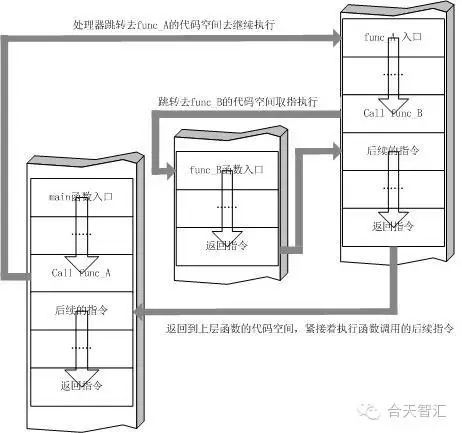 处理器跳转去func_A的代码空间去继续执行
func_A 入口
......
Call func_B
后续的指令
......
返回指令
跳转去func_B的代码空间取指执行
func_B函数入口
......
返回指令
main函数入口
......
Call func_A
后续的指令
......
返回指令
返回到上层函数的代码空间，紧接着执行函数调用的后续指令
合天智汇